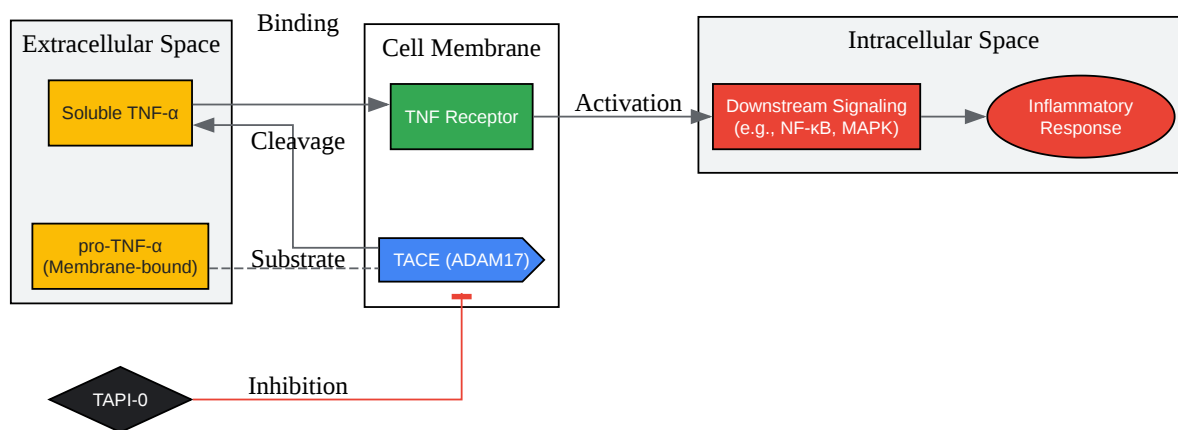 Extracellular Space
Binding
Cell Membrane
Intracellular Space
Soluble TNF-α
TNF Receptor
Activation
Downstream Signaling
(e.g., NF-κB, MAPK)
Inflammatory
Response
Cleavage
pro-TNF-α
(Membrane-bound)
Substrate
TACE (ADAM17)
TAPI-0
Inhibition